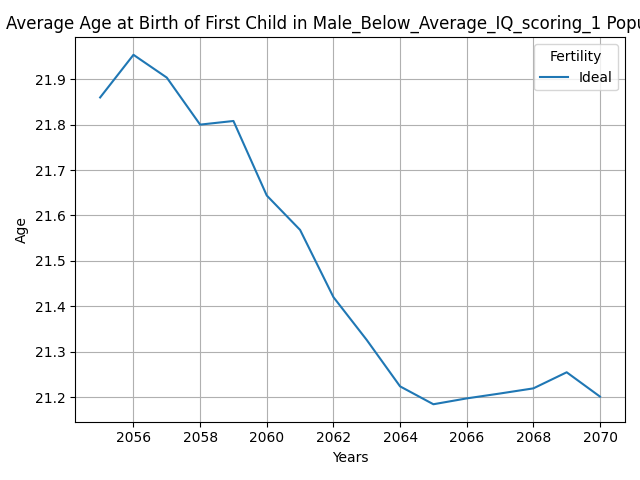 Average Age at Birth of First Child in Male_Below_Average_IQ_scoring_1 Popu
Fertility
Ideal
21.9
21.8
21.7
21.6
21.5
21.4
21.3
21.2
Age
2056 2058 2060 2062 2064 2066 2068 2070
Years